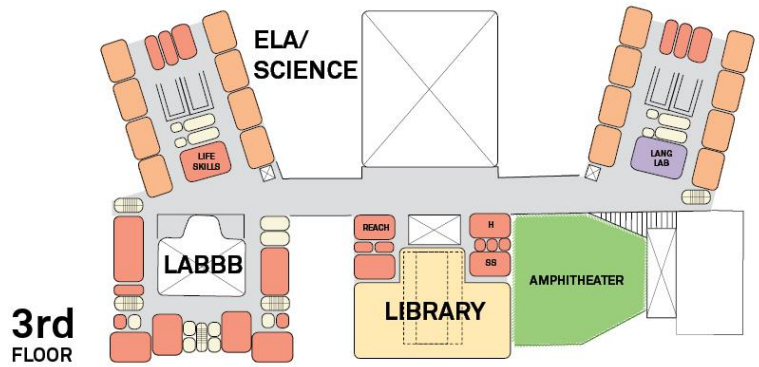 ELA/
SCIENCE
LIFE
SKILLS
LANG
LAB
REACH
H
SS
LABBB
LIBRARY
AMPHITHEATER
3rd
FLOOR